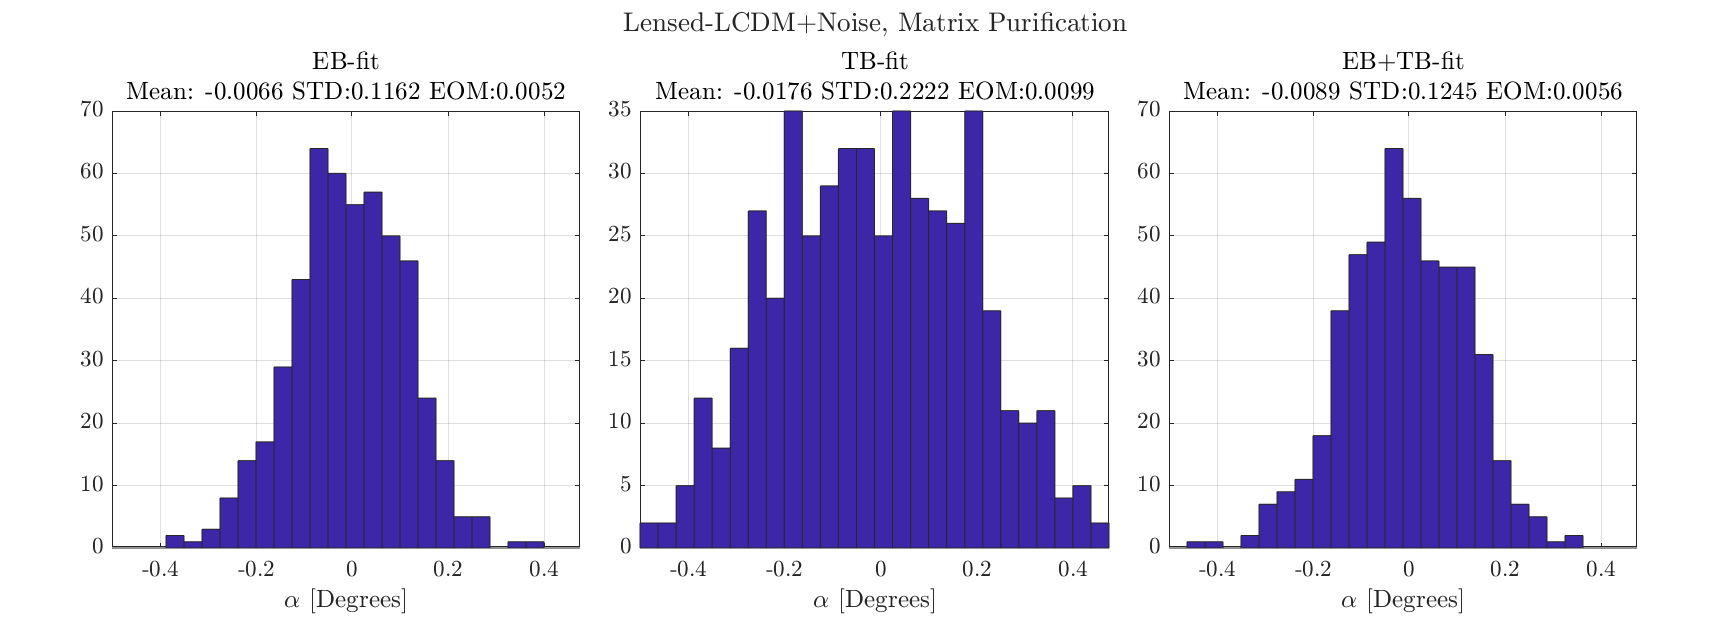 Lensed-LCDM+Noise, Matrix Purification
EB-fit
Mean: -0.0066 STD:0.1162 EOM:0.0052
70
60
50
40
30
20
10
0
-0.4 -0.2 0 0.2 0.4
α [Degrees]
TB-fit
Mean: -0.0176 STD:0.2222 EOM:0.0099
35
30
25
20
15
10
5
0
-0.4 -0.2 0 0.2 0.4
α [Degrees]
EB+TB-fit
Mean: -0.0089 STD:0.1245 EOM:0.0056
70
60
50
40
30
20
10
0
-0.4 -0.2 0 0.2 0.4
α [Degrees]